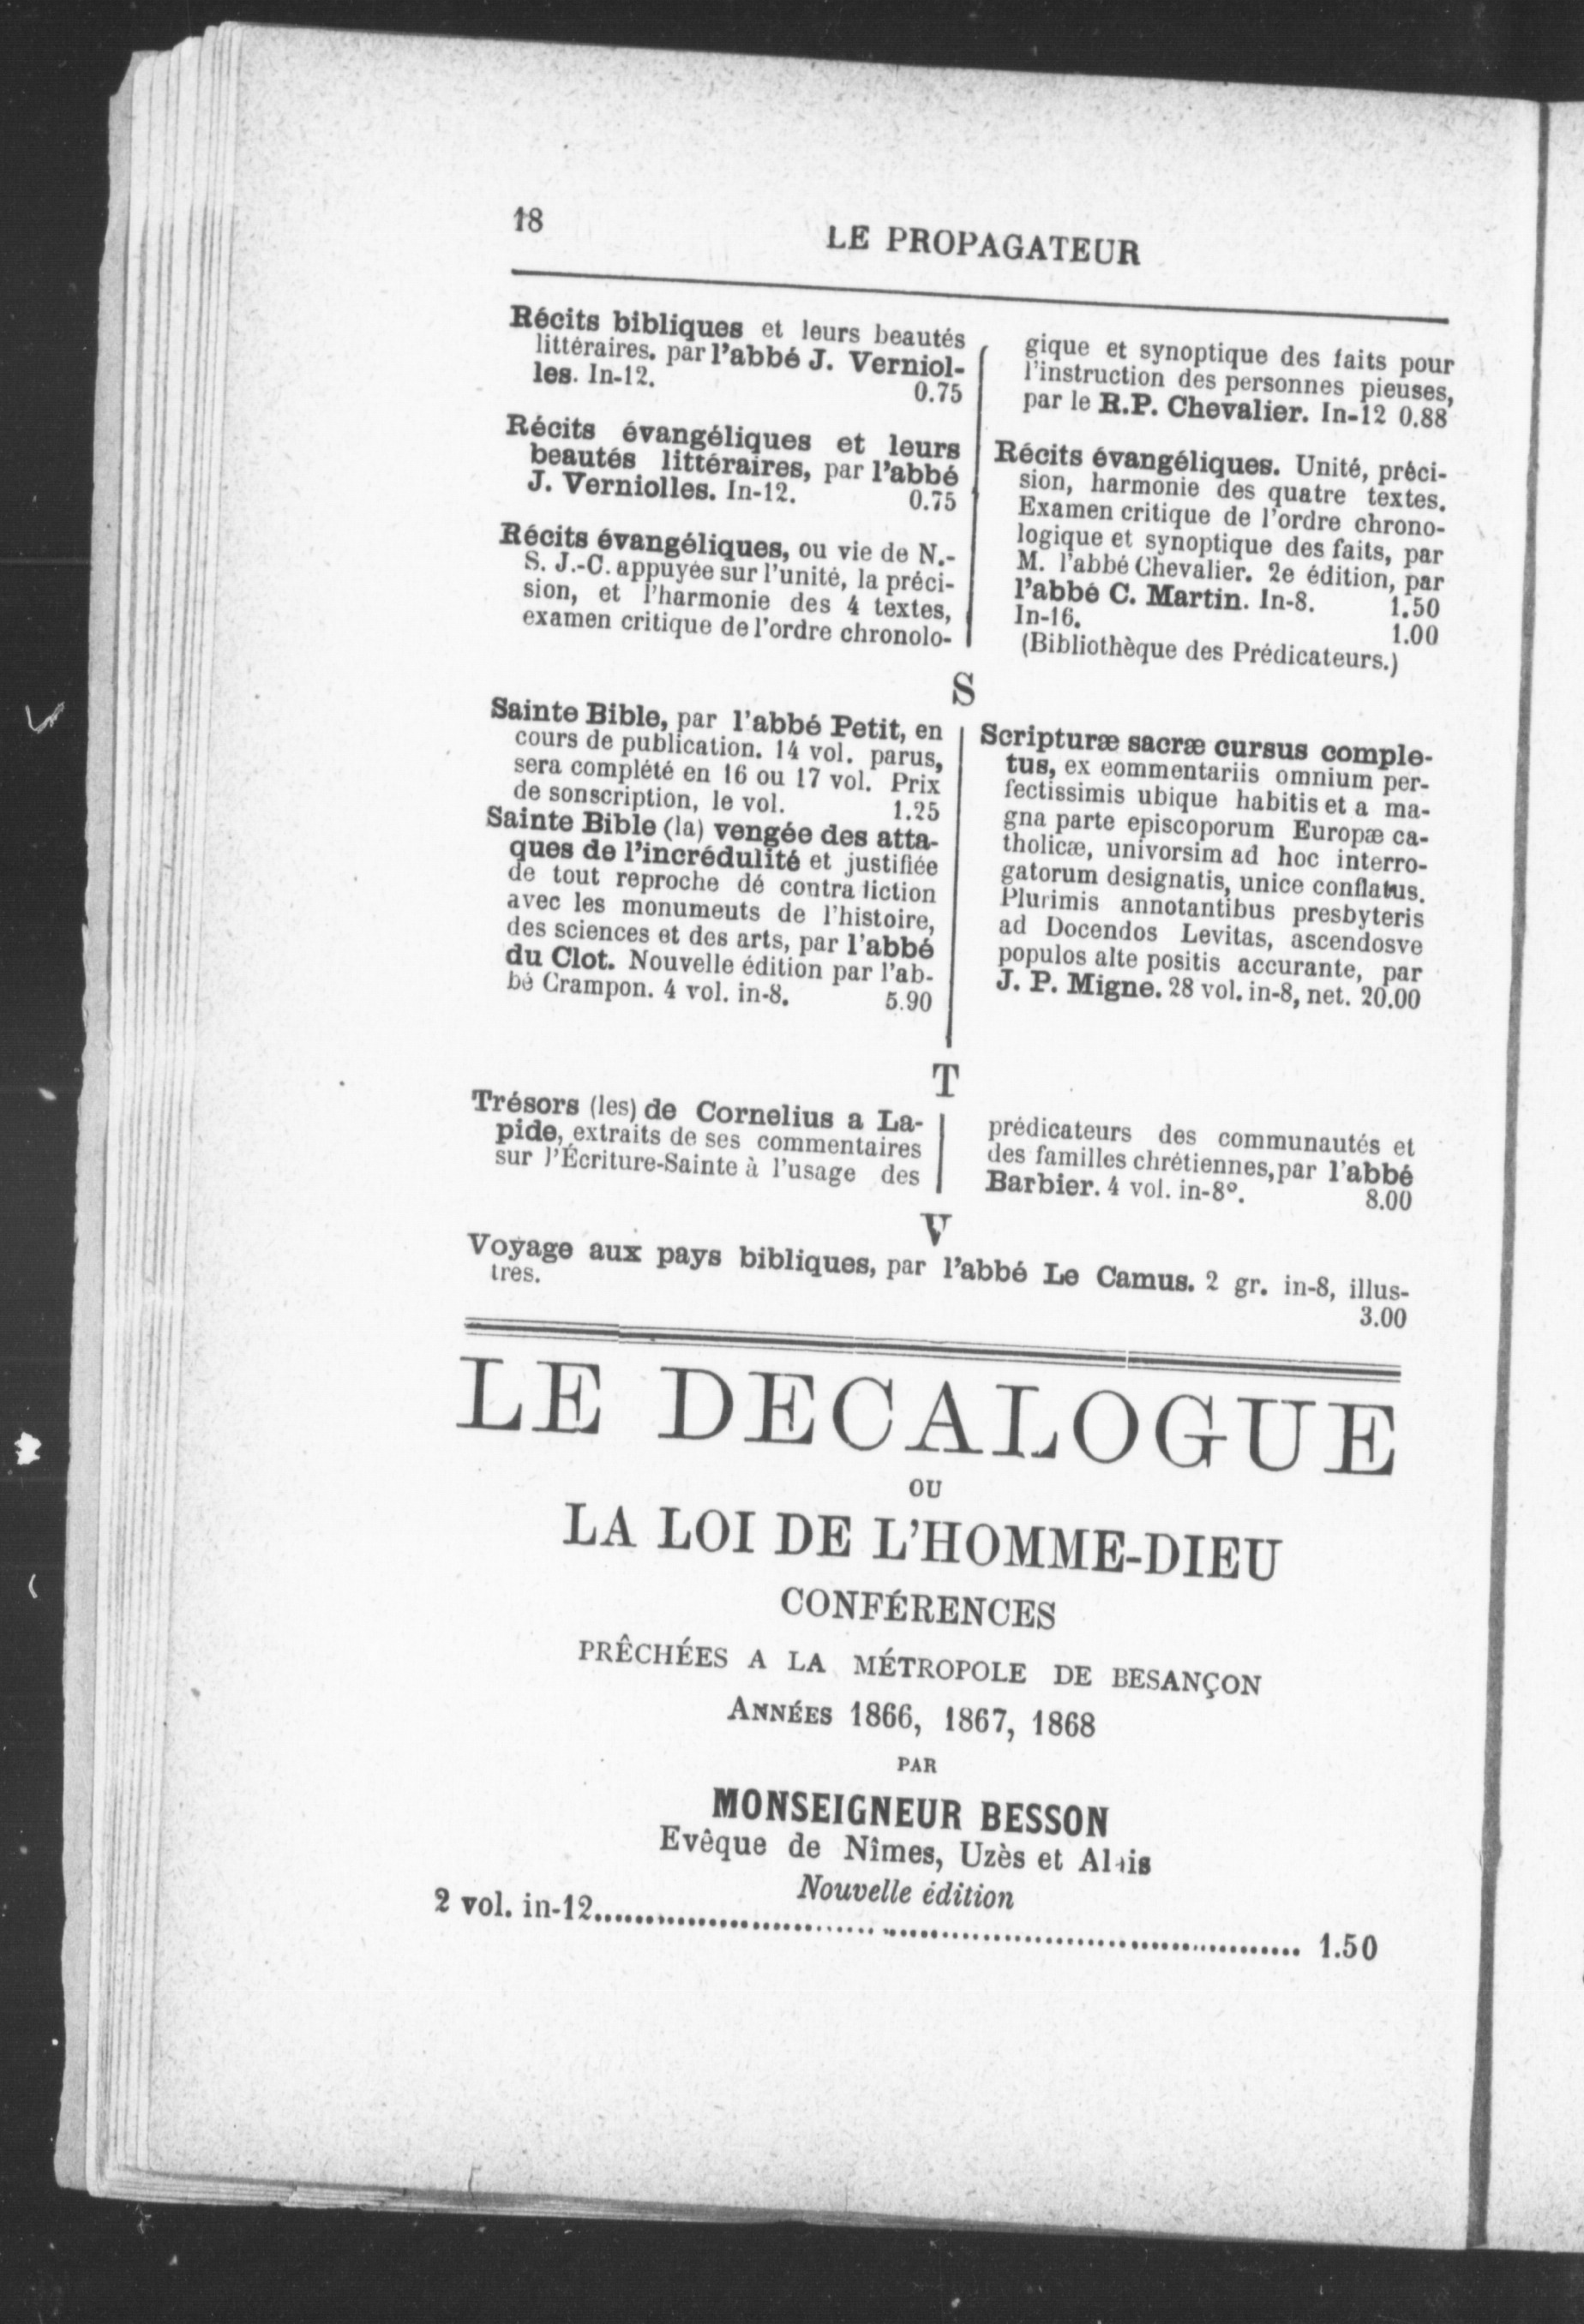 18
LE PROPAGATEUR
Récits bibliques et leurs beautés
littéraires. par l'abbé J. Verniol-
les. In-12. 0.75
Récits évangéliques et leurs
beautés littéraires, par l'abbé
J. Verniolles. In-12. 0.75
Récits évangéliques, ou vie de N.-
S. J.-C. appuyée sur l'unité, la préci-
sion, et l'harmonie des 4 textes,
examen critique de l'ordre chronolo-
gique et synoptique des faits pour
l'instruction des personnes pieuses,
par le R.P. Chevalier. In-12 0.88
Récits évangéliques. Unité, préci-
sion, harmonie des quatre textes.
Examen critique de l'ordre chrono-
logique et synoptique des faits, par
M. l'abbé Chevalier. 2e édition, par
l'abbé C. Martin. In-8. 1.50
In-16. 1.00
(Bibliothèque des Prédicateurs.)
S
Sainte Bible, par l'abbé Petit, en
cours de publication. 14 vol. parus,
sera complété en 16 ou 17 vol. Prix
de sonscription, le vol. 1.25
Sainte Bible (la) vengée des atta-
ques de l'incrédulité et justifiée
de tout reproche dé contradiction
avec les monumeuts de l'histoire,
des sciences et des arts, par l'abbé
du Clot. Nouvelle édition par l'ab-
bé Crampon. 4 vol. in-8. 5.90
Scripturæ sacræ cursus comple-
tus, ex eommentariis omnium per-
fectissimis ubique habitis et a ma-
gna parte episcoporum Europæ ca-
tholicæ, univorsim ad hoc interro-
gatorum designatis, unice conflatus.
Plurimis annotantibus presbyteris
ad Docendos Levitas, ascendosve
populos alte positis accurante, par
J. P. Migne. 28 vol. in-8, net. 20.00
T
Trésors (les) de Cornelius a La-
pide, extraits de ses commentaires
sur l'Écriture-Sainte à l'usage des
prédicateurs des communautés et
des familles chrétiennes, par l'abbé
Barbier. 4 vol. in-8°. 8.00
V
Voyage aux pays bibliques, par l'abbé Le Camus. 2 gr. in-8, illus-
tres. 3.00
LE DECALOGUE
OU
LA LOI DE L'HOMME-DIEU
CONFÉRENCES
PRÊCHÉES A LA MÉTROPOLE DE BESANÇON
ANNÉES 1866, 1867, 1868
PAR
MONSEIGNEUR BESSON
Evêque de Nîmes, Uzès et Alais
Nouvelle édition
2 vol. in-12.................................................... 1.50